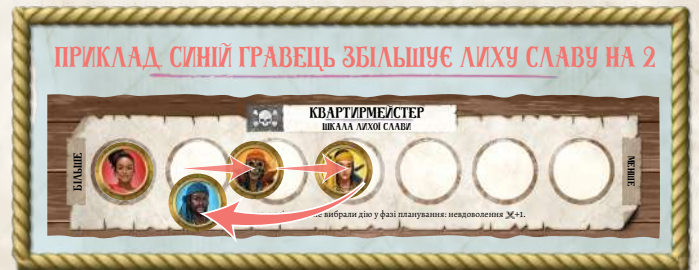 ПРИКЛАД. СИНІЙ ГРАВЕЦЬ ЗБІЛЬШУЄ ЛИХУ СЛАВУ НА 2
КВАРТИРМЕЙСТЕР
ШКАЛА ЛИХОЇ СЛАВИ
БІЛЬШЕ
МЕНШЕ
вибрали дію у фазі планування: невдоволення +1.